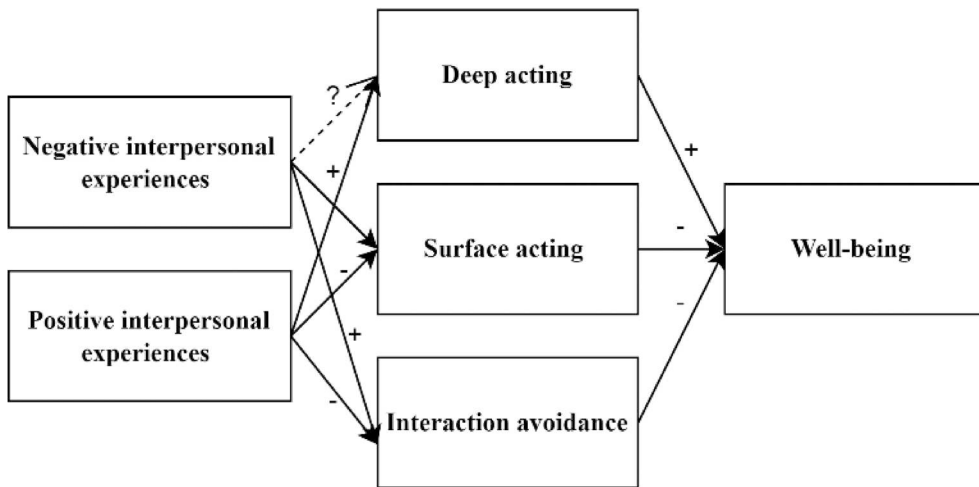 Deep acting
?
Negative interpersonal
experiences
+
+
Surface acting
-
Well-being
-
Positive interpersonal
experiences
+
-
-
Interaction avoidance